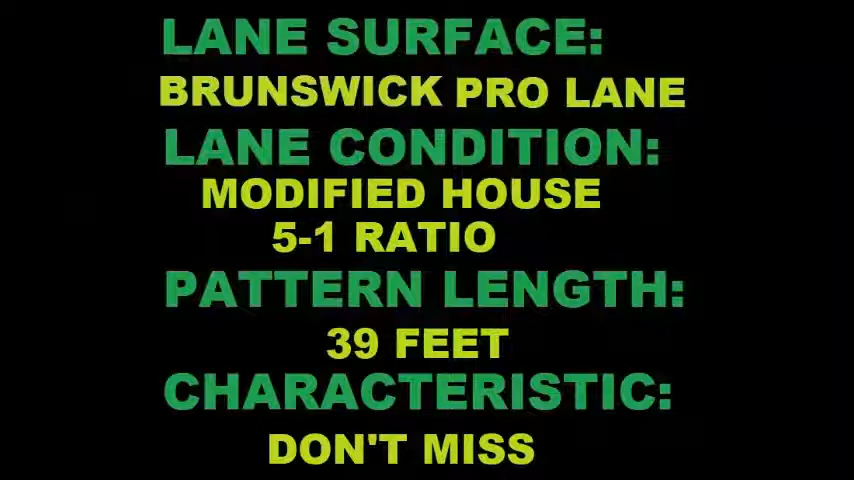 LANE SURFACE:
BRUNSWICK PRO LANE
LANE CONDITION:
MODIFIED HOUSE
5-1 RATIO
PATTERN LENGTH:
39 FEET
CHARACTERISTIC:
DON'T MISS